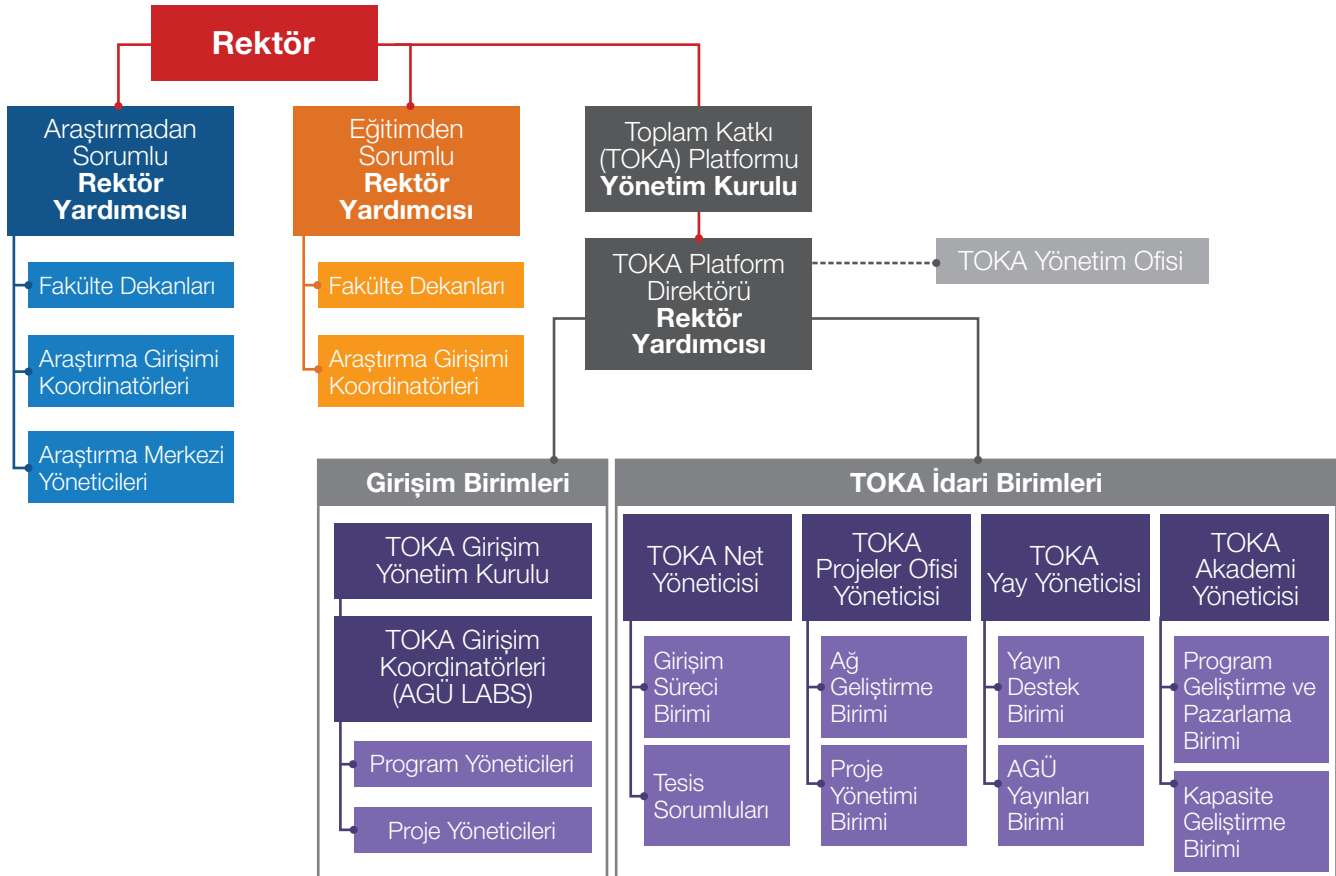 Rektör
Araştırmadan
Sorumlu
Rektör
Yardımcısı
Fakülte Dekanları
Araştırma Girişimi
Koordinatörleri
Araştırma Merkezi
Yöneticileri
Eğitimden
Sorumlu
Rektör
Yardımcısı
Fakülte Dekanları
Araştırma Girişimi
Koordinatörleri
Toplam Katkı
(TOKA) Platformu
Yönetim Kurulu
TOKA Platform
Direktörü
Rektör
Yardımcısı
TOKA Yönetim Ofisi
Girişim Birimleri
TOKA Girişim
Yönetim Kurulu
TOKA Girişim
Koordinatörleri
(AGÜ LABS)
Program Yöneticileri
Proje Yöneticileri
TOKA İdari Birimleri
TOKA Net
Yöneticisi
Girişim
Süreci
Birimi
Tesis
Sorumluları
TOKA
Projeler Ofisi
Yöneticisi
Ağ
Geliştirme
Birimi
Proje
Yönetimi
Birimi
TOKA
Yay Yöneticisi
Yayın
Destek
Birimi
AGÜ
Yayınları
Birimi
TOKA
Akademi
Yöneticisi
Program
Geliştirme ve
Pazarlama
Birimi
Kapasite
Geliştirme
Birimi